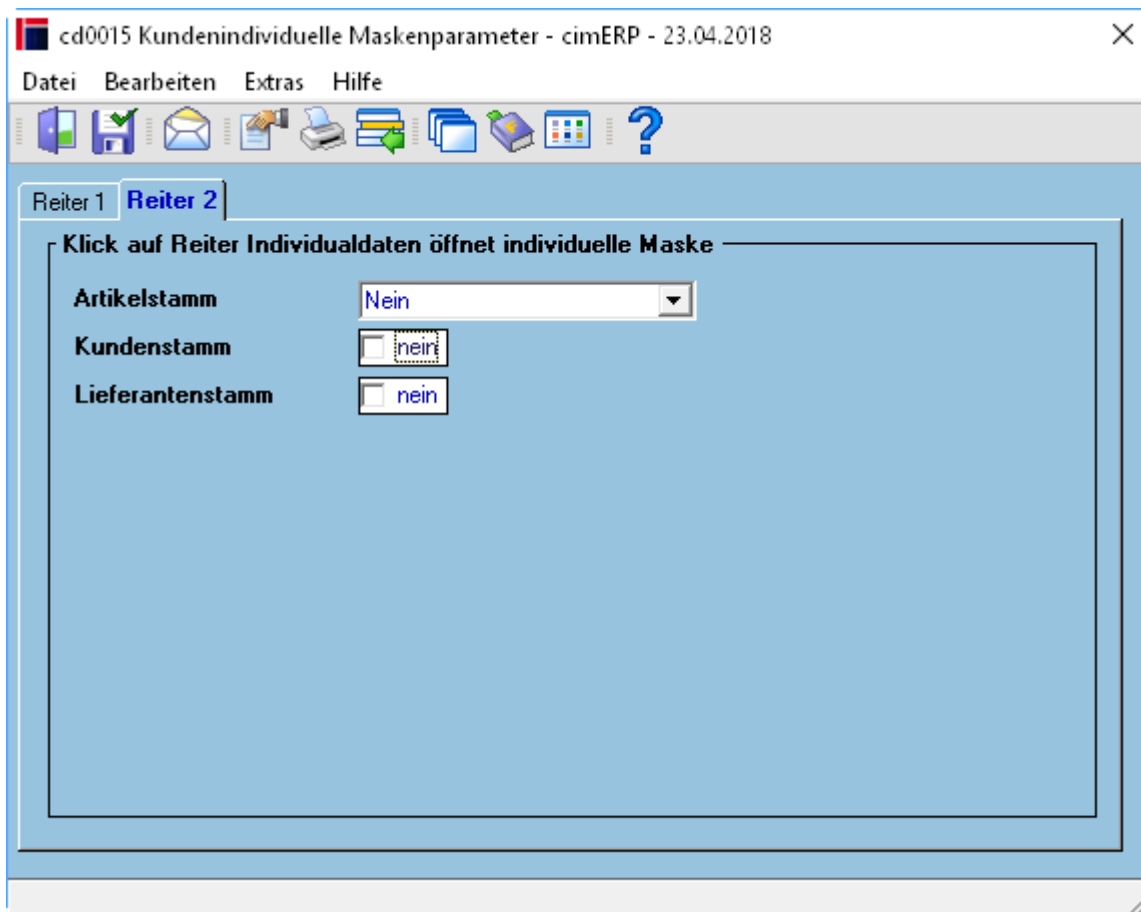 cd0015 Kundenindividuelle Maskenparameter - cimERP - 23.04.2018
Datei Bearbeiten Extras Hilfe
Reiter 1 Reiter 2
Klick auf Reiter Individualdaten öffnet individuelle Maske
Artikelstamm Nein
Kundenstamm nein
Lieferantenstamm nein